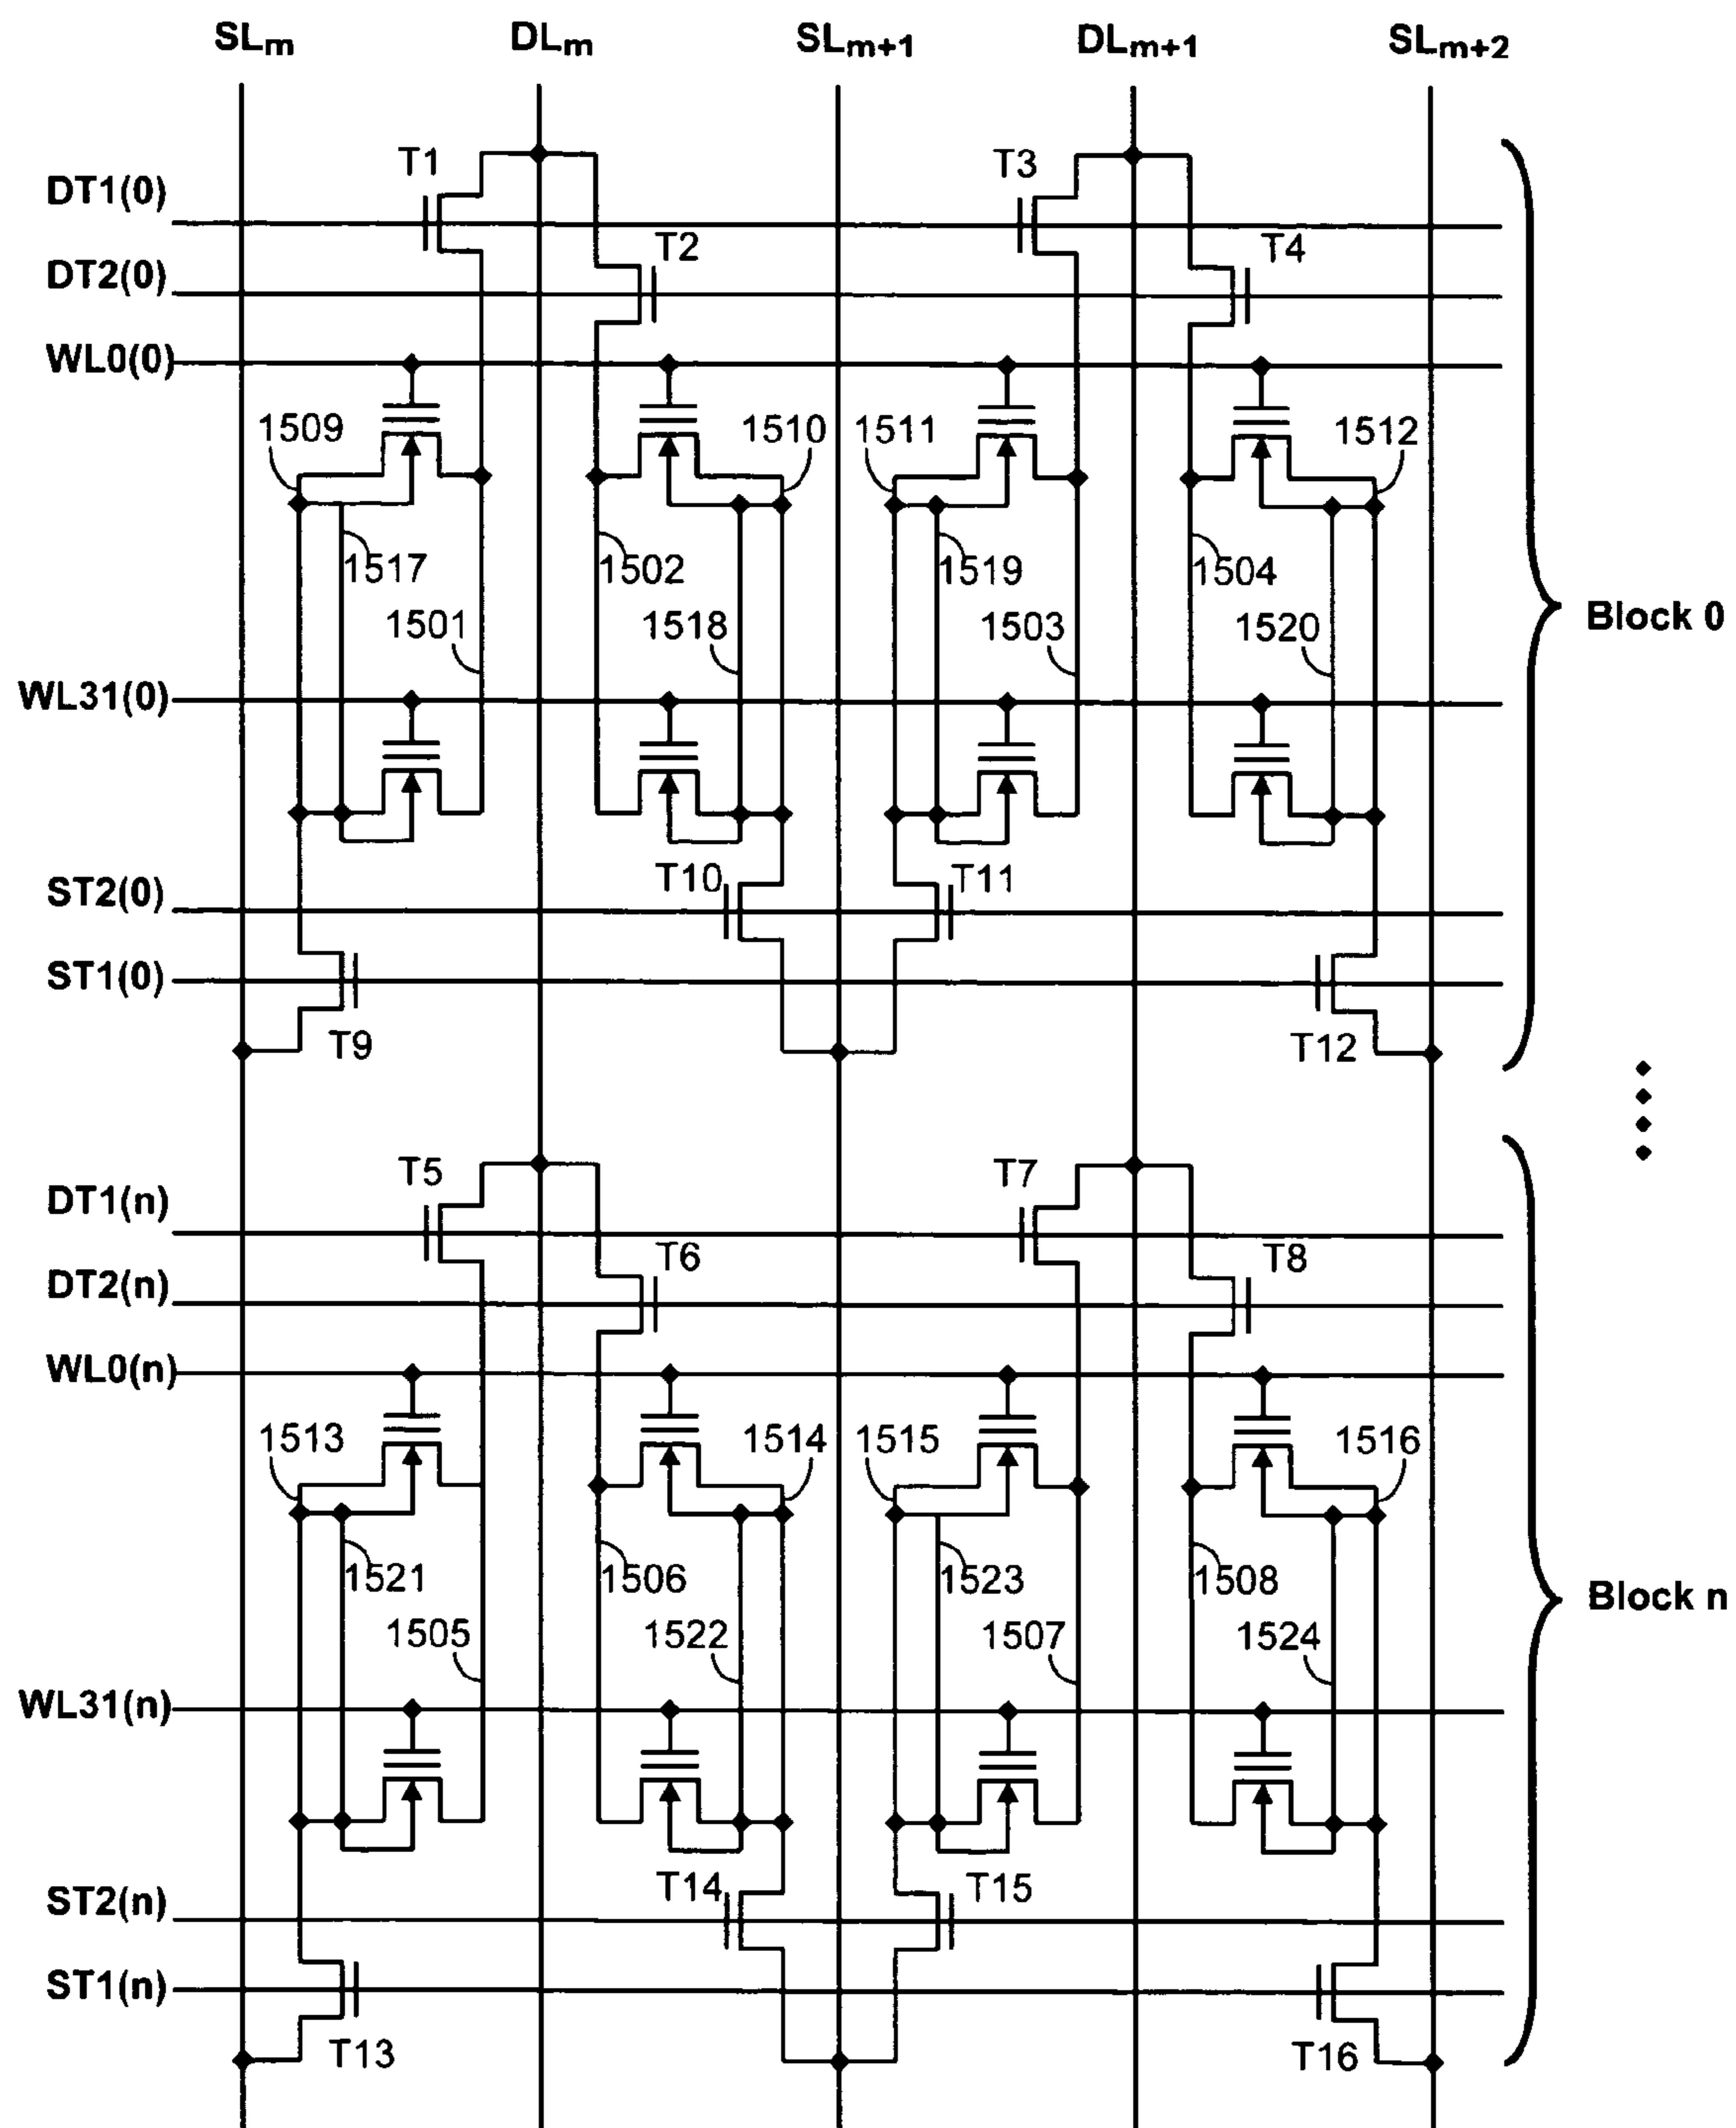 SLm DLm SLm+1 DLm+1 SLm+2
T1 T3
DT1(0)
T2 T4
DT2(0)
WL0(0)
1509 1510 1511 1512
1517 1502 1519 1504
1501 1518 1503 1520
Block 0
WL31(0)
T10 T11
ST2(0)
ST1(0)
T9 T12
T5 T7
DT1(n)
T6 T8
DT2(n)
WL0(n)
1513 1514 1515 1516
1521 1506 1523 1508
Block n
1505 1522 1507 1524
WL31(n)
T14 T15
ST2(n)
ST1(n)
T13 T16